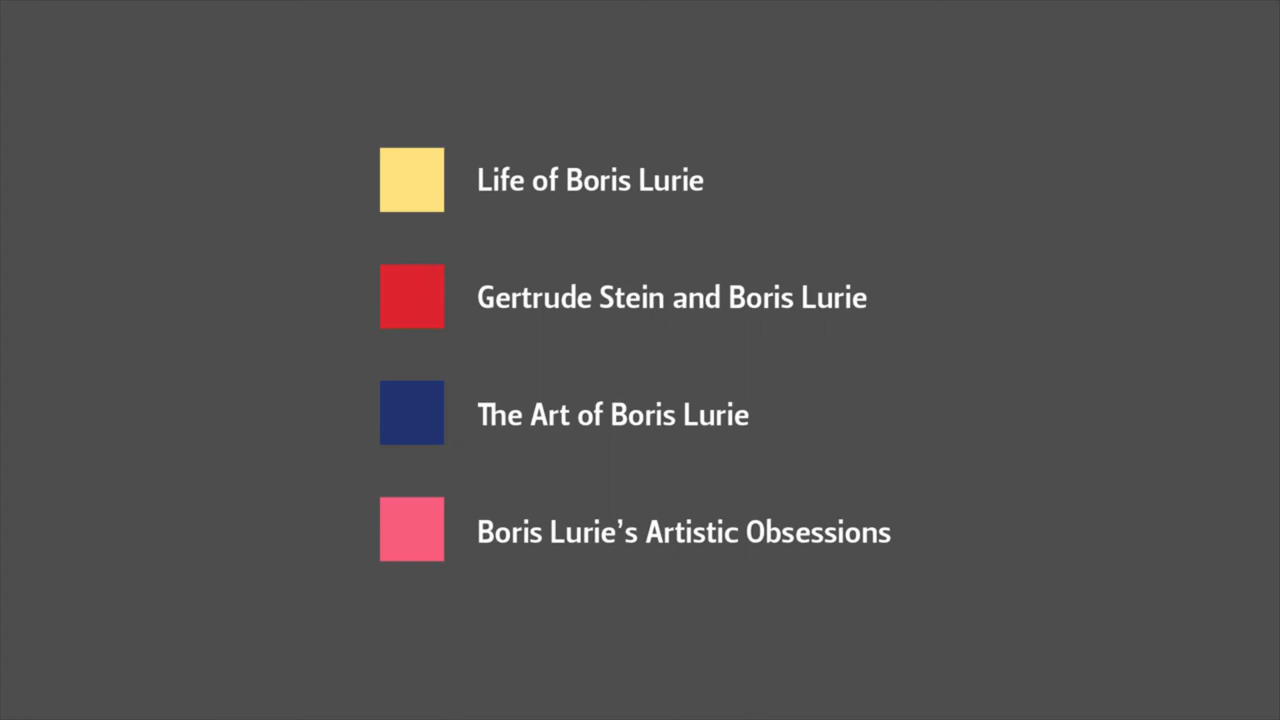 Life of Boris Lurie
Gertrude Stein and Boris Lurie
The Art of Boris Lurie
Boris Lurie’s Artistic Obsessions